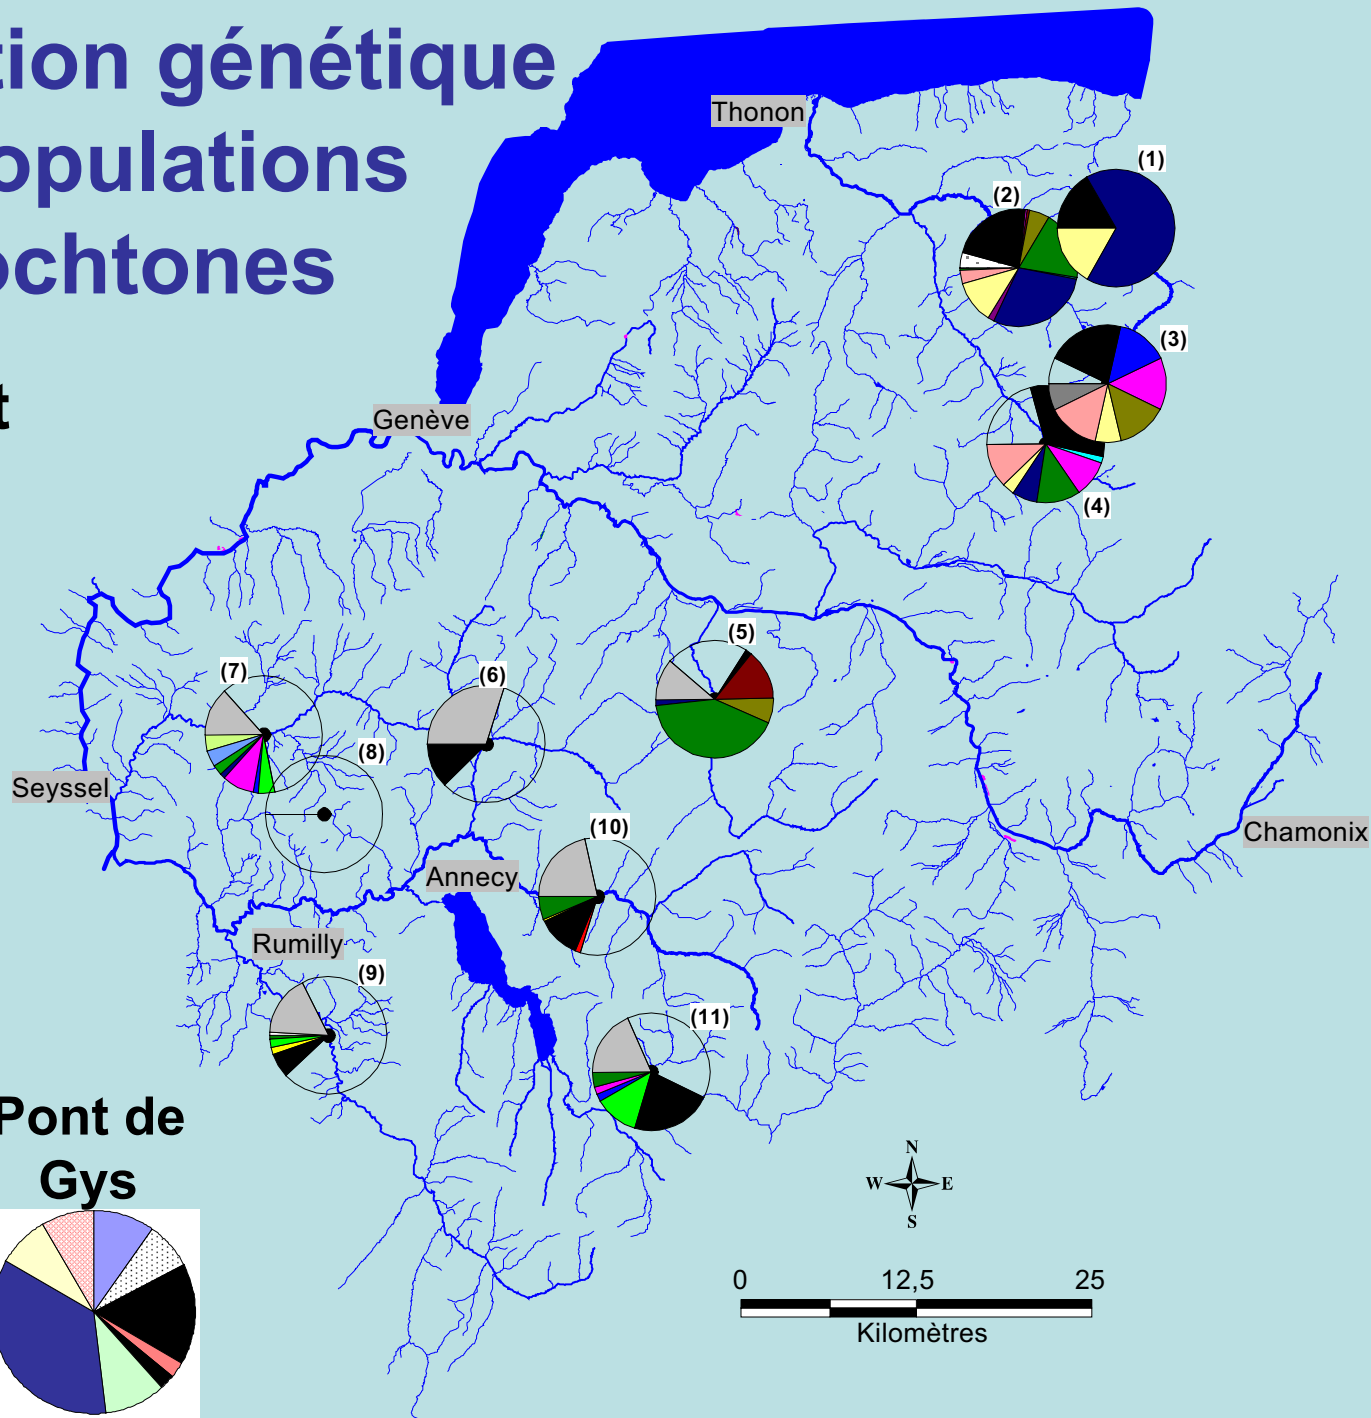 tion génétique
opulations
ochtones
t
Thonon
(1)
(2)
(3)
(4)
Genève
(5)
(6)
(7)
(8)
Seyssel
Chamonix
(10)
Annecy
Rumilly
(9)
(11)
Pont de
Gys
N
W E
S
0 12,5 25
Kilomètres